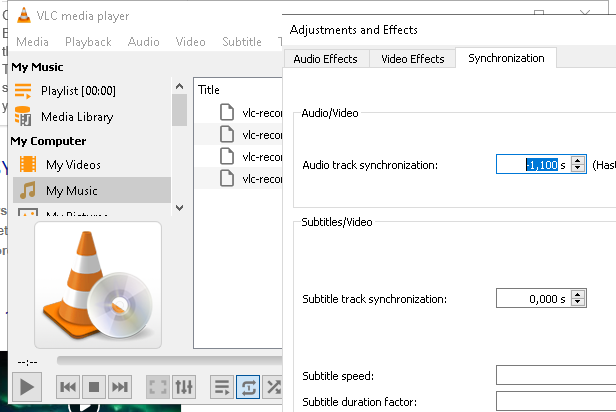 VLC media player
Media Playback Audio Video Subtitle
My Music
Playlist [00:00]
Media Library
My Computer
My Videos
My Music
My Pictures
Title
vlc-recor
vlc-recor
vlc-recor
vlc-recor
--:--
Adjustments and Effects
Audio Effects Video Effects Synchronization
Audio/Video
Audio track synchronization: -1,100 s (Hast
Subtitles/Video
Subtitle track synchronization: 0,000 s
Subtitle speed:
Subtitle duration factor: